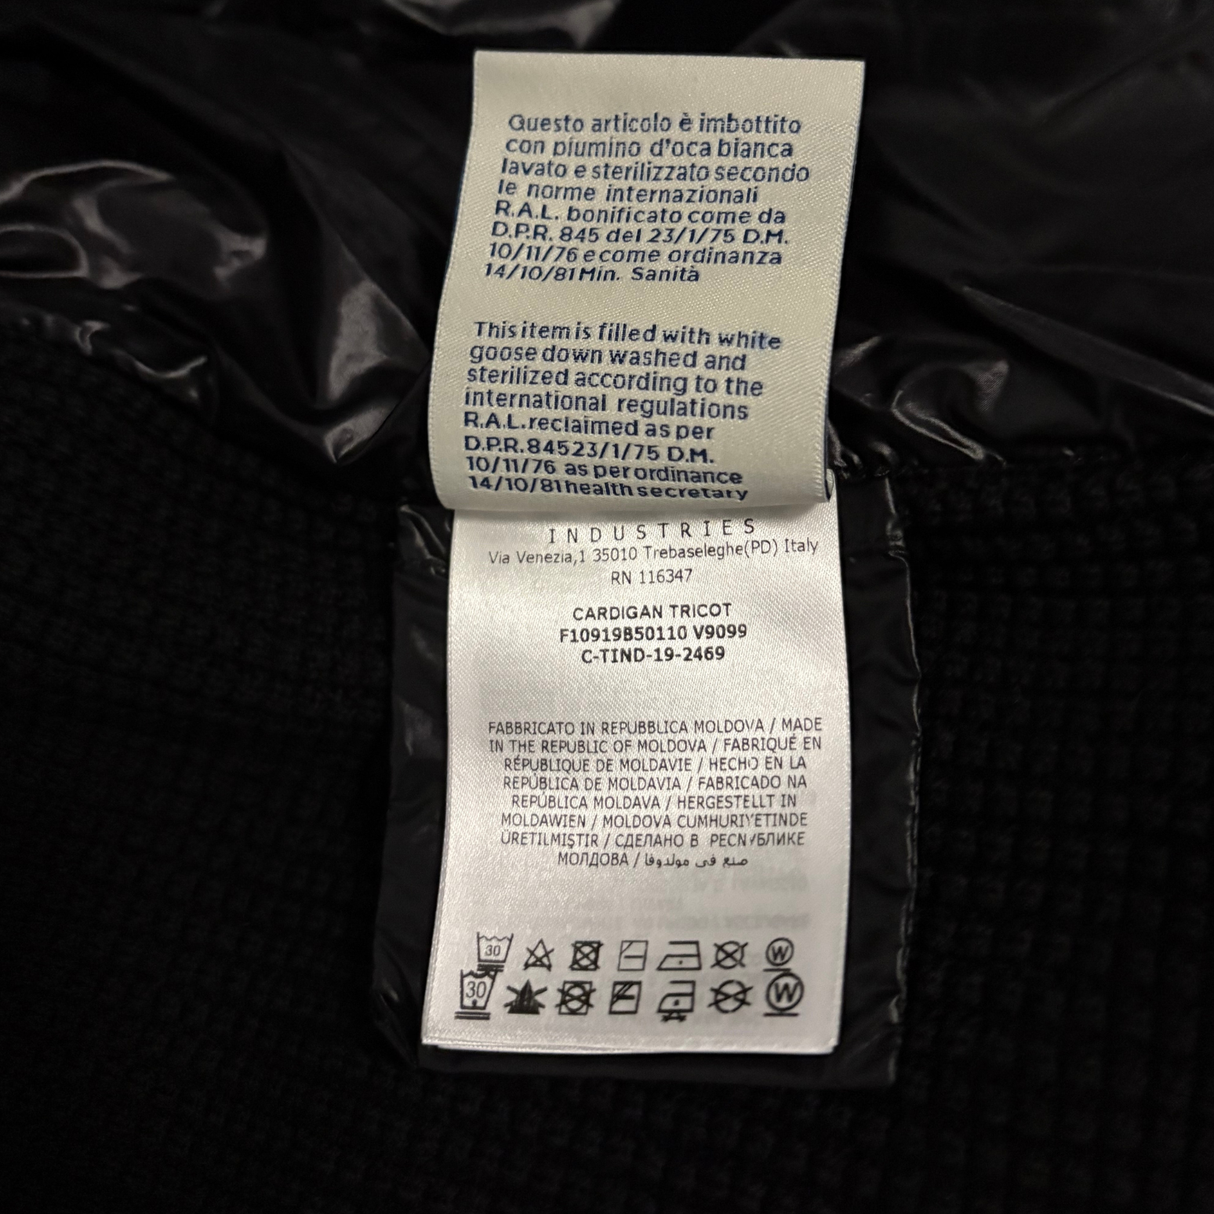 Questo articolo è imbottito
con piumino d'oca bianca
lavato e sterilizzato secondo
le norme internazionali
R.A.L. bonificato come da
D.P.R. 845 del 23/1/75 D.M.
10/11/76 e come ordinanza
14/10/81 Min. Sanità
This item is filled with white
goose down washed and
sterilized according to the
international regulations
R.A.L. reclaimed as per
D.P.R. 845 23/1/75 D.M.
10/11/76 as per ordinance
14/10/81 health secretary
INDUSTRIES
Via Venezia,1 35010 Trebaseleghe(PD) Italy
RN 116347
CARDIGAN TRICOT
F10919B50110 V9099
C-TIND-19-2469
FABBRICATO IN REPUBBLICA MOLDOVA / MADE
IN THE REPUBLIC OF MOLDOVA / FABRIQUÉ EN
RÉPUBLIQUE DE MOLDAVIE / HECHO EN LA
REPÚBLICA DE MOLDAVIA / FABRICADO NA
REPÚBLICA MOLDAVA / HERGESTELLT IN
MOLDAWIEN / MOLDOVA CUMHURIYETINDE
ÜRETILMIŞTIR / СДЕЛАНО В РЕСПУБЛИКЕ
МОЛДОВА / صنع في مولدوفا
30 W
30 W